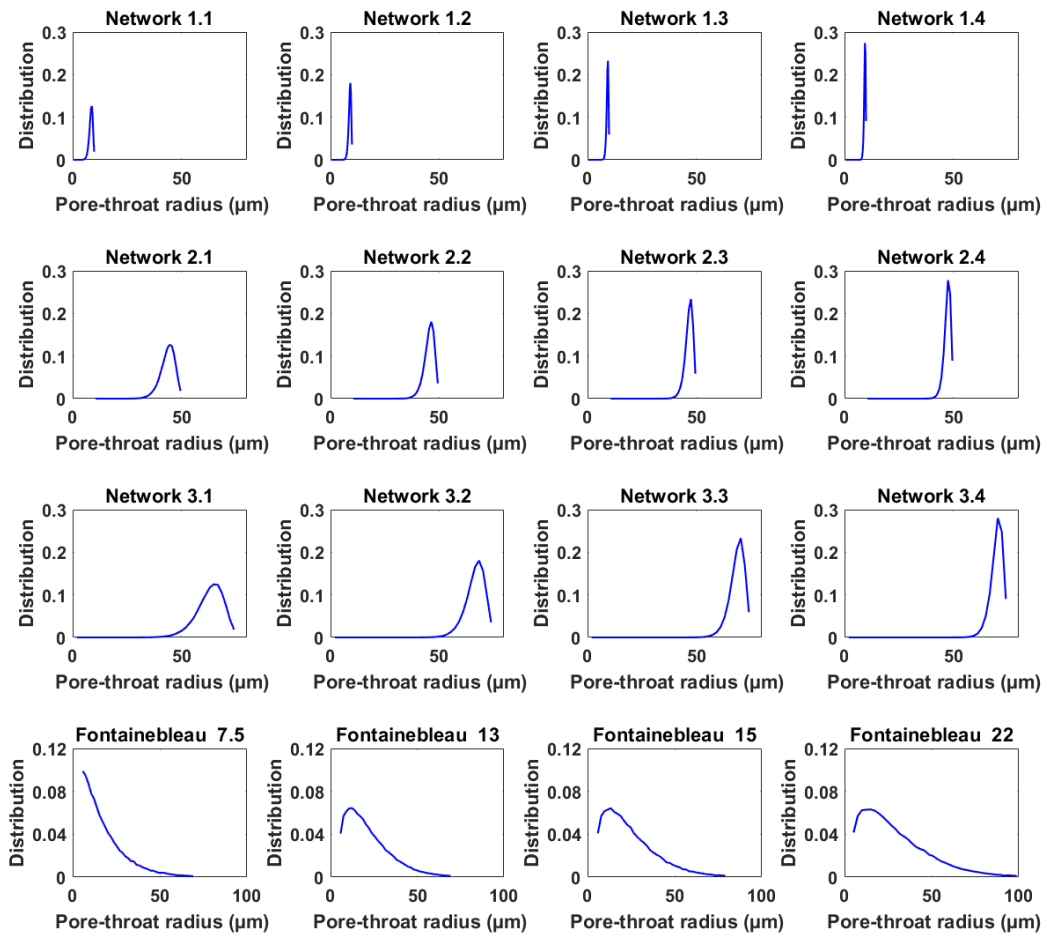 Network 1.1 Network 1.2 Network 1.3 Network 1.4
0.3 0.3 0.3 0.3
0.2 0.2 0.2 0.2
0.1 0.1 0.1 0.1
0 0 0 0
Distribution Distribution Distribution Distribution
0 50 0 50 0 50 0 50
Pore-throat radius (μm) Pore-throat radius (μm) Pore-throat radius (μm) Pore-throat radius (μm)
Network 2.1 Network 2.2 Network 2.3 Network 2.4
0.3 0.3 0.3 0.3
0.2 0.2 0.2 0.2
0.1 0.1 0.1 0.1
0 0 0 0
Distribution Distribution Distribution Distribution
0 50 0 50 0 50 0 50
Pore-throat radius (μm) Pore-throat radius (μm) Pore-throat radius (μm) Pore-throat radius (μm)
Network 3.1 Network 3.2 Network 3.3 Network 3.4
0.3 0.3 0.3 0.3
0.2 0.2 0.2 0.2
0.1 0.1 0.1 0.1
0 0 0 0
Distribution Distribution Distribution Distribution
0 50 0 50 0 50 0 50
Pore-throat radius (μm) Pore-throat radius (μm) Pore-throat radius (μm) Pore-throat radius (μm)
Fontainebleau 7.5 Fontainebleau 13 Fontainebleau 15 Fontainebleau 22
0.12 0.12 0.12 0.12
0.08 0.08 0.08 0.08
0.04 0.04 0.04 0.04
0 0 0 0
Distribution Distribution Distribution Distribution
0 50 100 0 50 100 0 50 100 0 50 100
Pore-throat radius (μm) Pore-throat radius (μm) Pore-throat radius (μm) Pore-throat radius (μm)